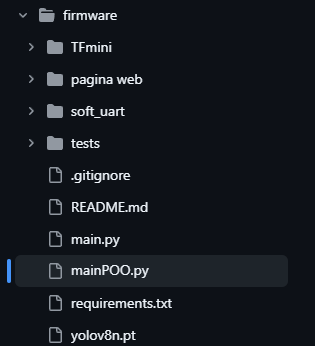 firmware
TFmini
pagina web
soft_uart
tests
.gitignore
README.md
main.py
mainPOO.py
requirements.txt
yolov8n.pt